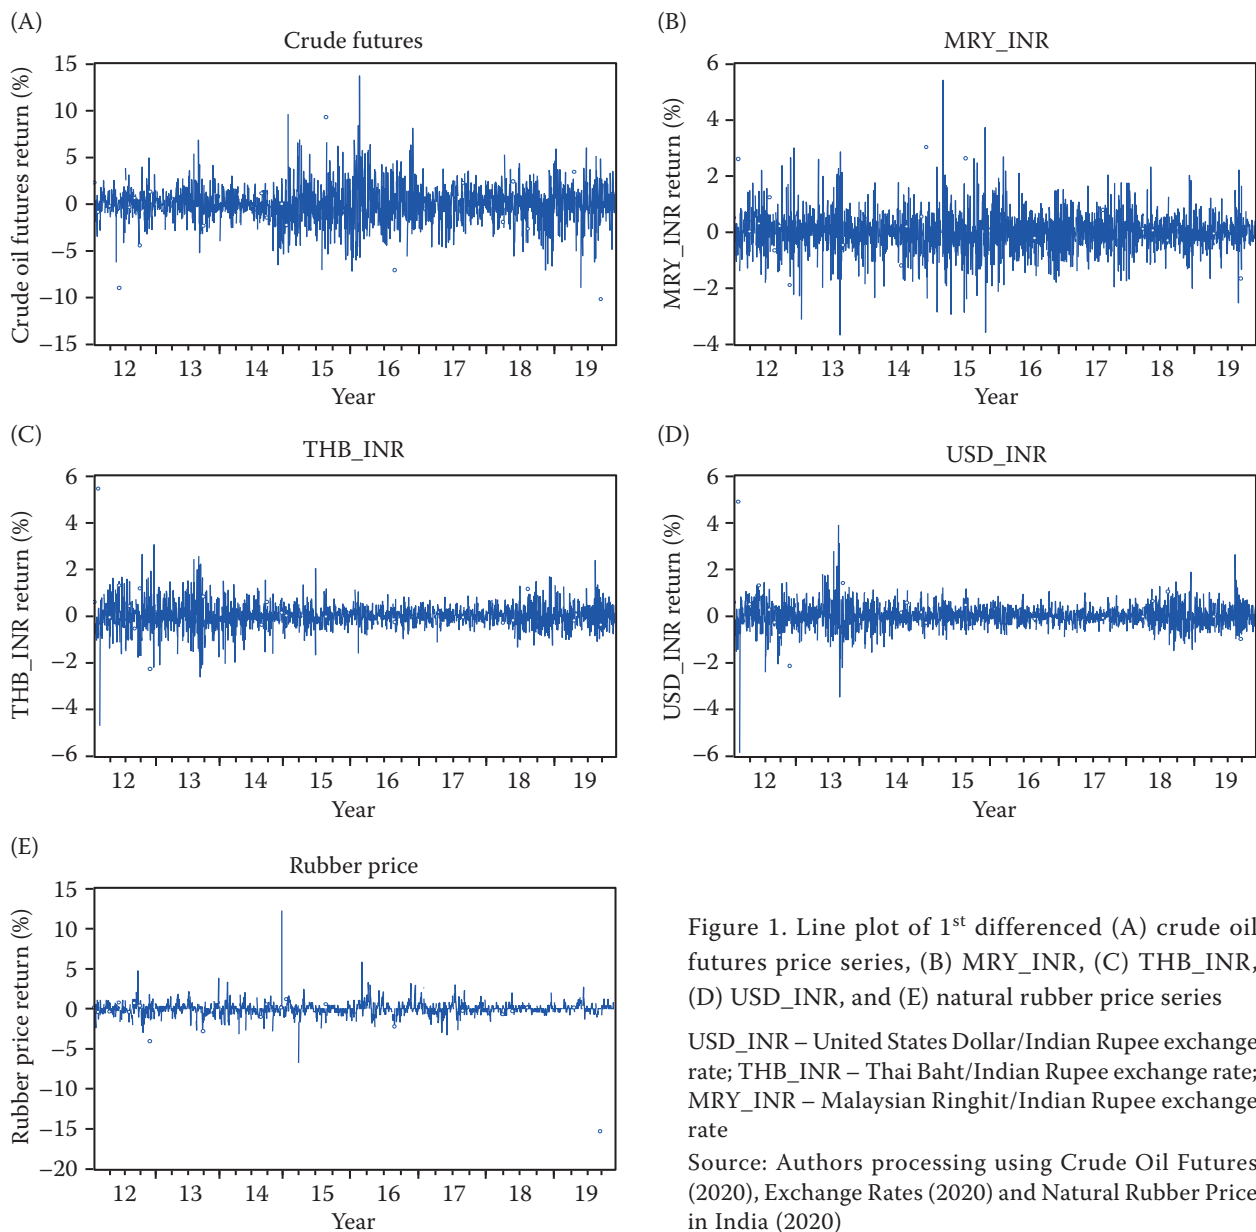 (A)
Crude futures
Crude oil futures return (%)
15
10
5
0
−5
−10
−15
12 13 14 15 16 17 18 19
Year
(B)
MRY_INR
MRY_INR return (%)
6
4
2
0
−2
−4
12 13 14 15 16 17 18 19
Year
(C)
THB_INR
THB_INR return (%)
6
4
2
0
−2
−4
−6
12 13 14 15 16 17 18 19
Year
(D)
USD_INR
USD_INR return (%)
6
4
2
0
−2
−4
−6
12 13 14 15 16 17 18 19
Year
(E)
Rubber price
Rubber price return (%)
15
10
5
0
−5
−10
−15
−20
12 13 14 15 16 17 18 19
Year
Figure 1. Line plot of 1st differenced (A) crude oil
futures price series, (B) MRY_INR, (C) THB_INR,
(D) USD_INR, and (E) natural rubber price series
USD_INR – United States Dollar/Indian Rupee exchange
rate; THB_INR – Thai Baht/Indian Rupee exchange rate;
MRY_INR – Malaysian Ringhit/Indian Rupee exchange
rate
Source: Authors processing using Crude Oil Futures
(2020), Exchange Rates (2020) and Natural Rubber Price
in India (2020)